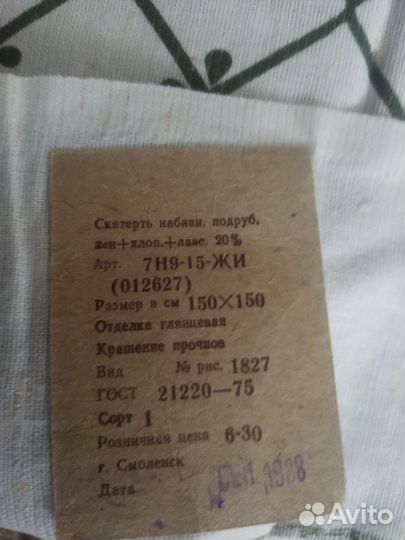 Скатерть набивн. подруб.
лен+хлоп.+лавс. 20%
Арт. 7Н9-15-ЖИ
(012627)
Размер в см 150×150
Отделка глянцевая
Крашение прочное
Вид № рис. 1827
ГОСТ 21220—75
Сорт 1
Розничная цена 6-30
г. Смоленск
Дата
Avito